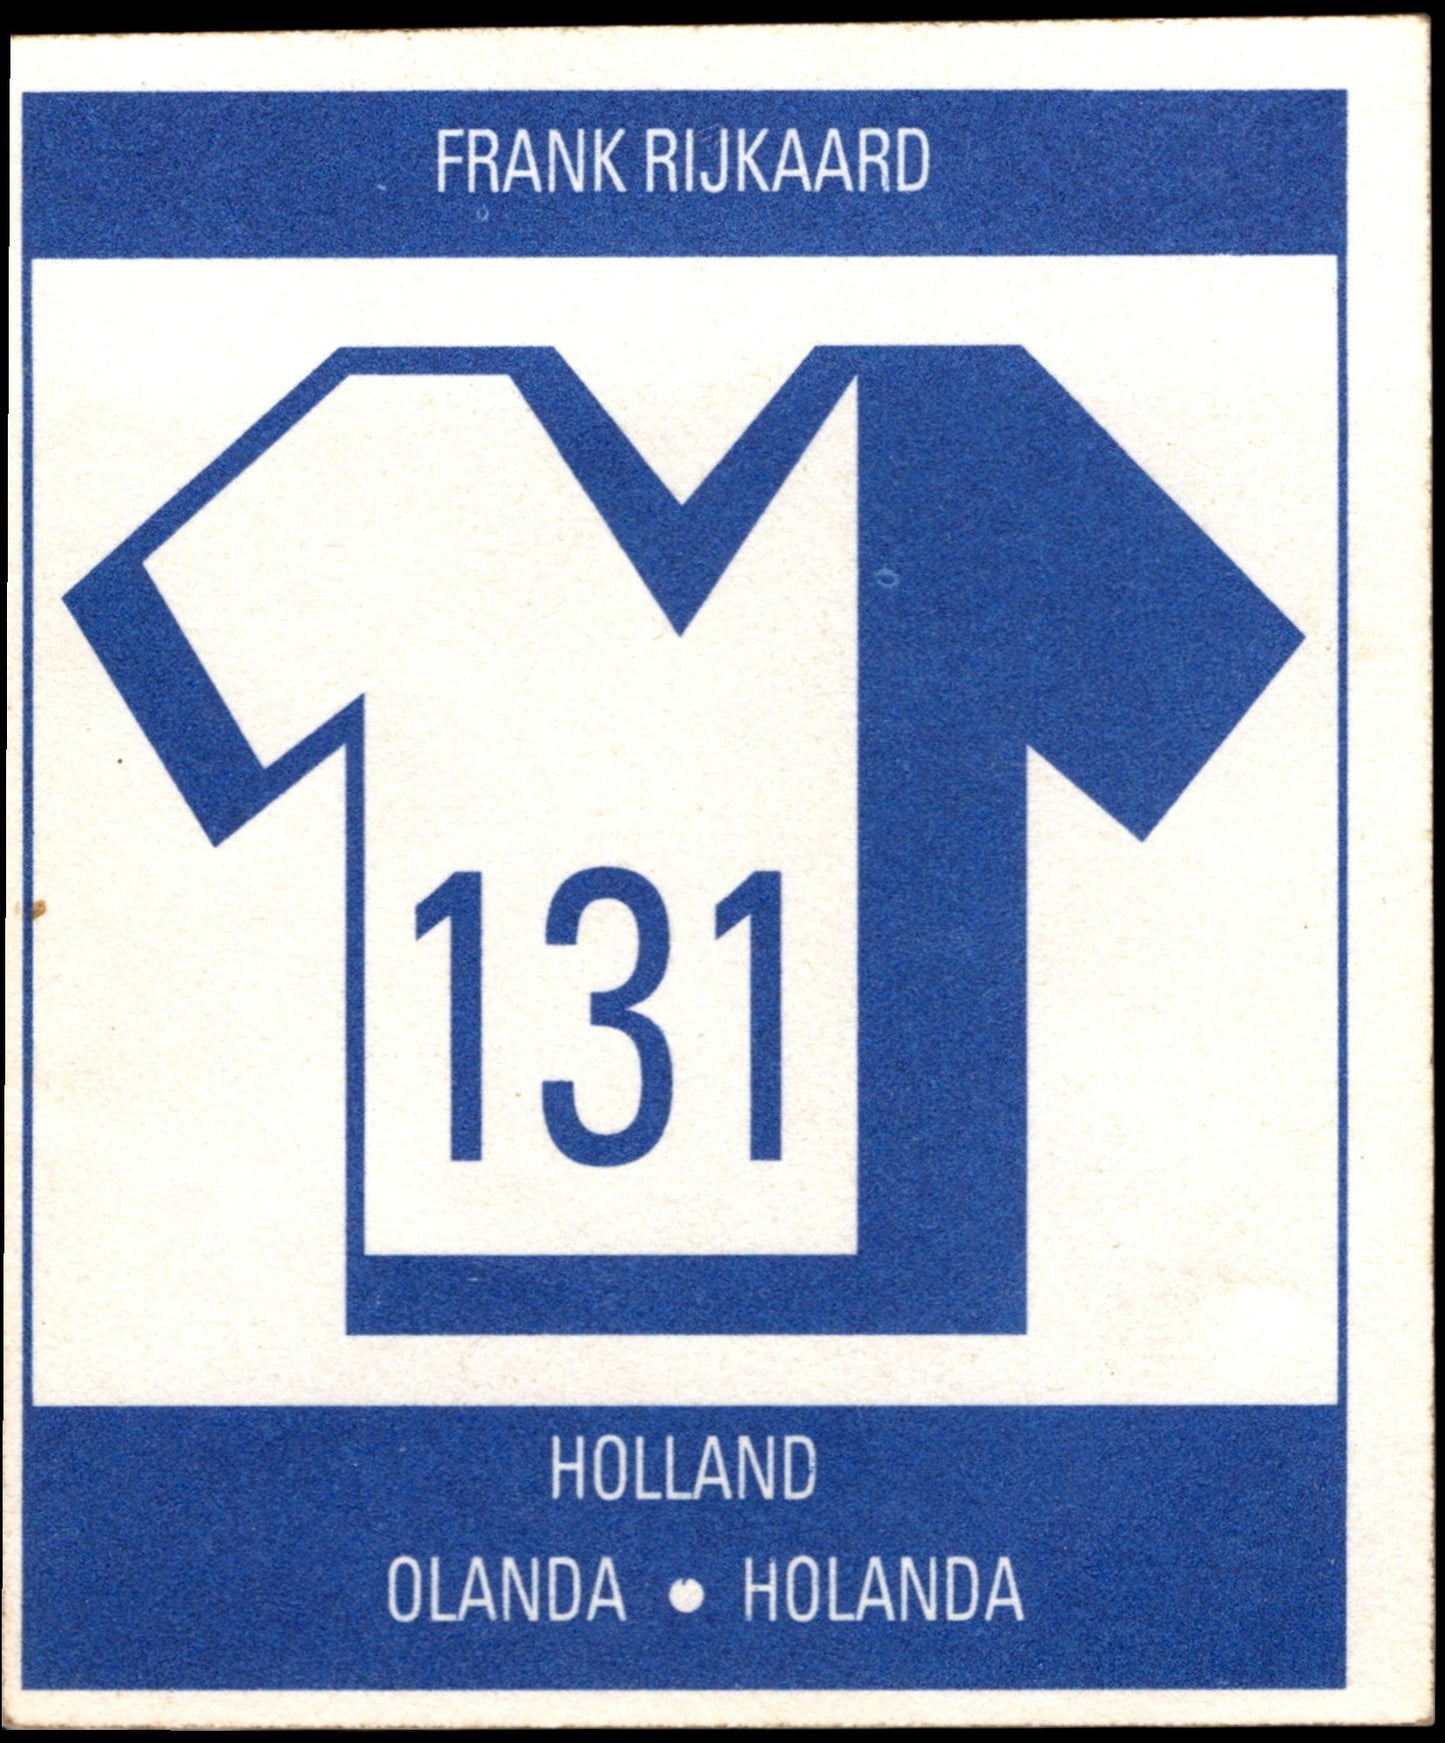 FRANK RIJKAARD
131
HOLLAND
OLANDA • HOLANDA